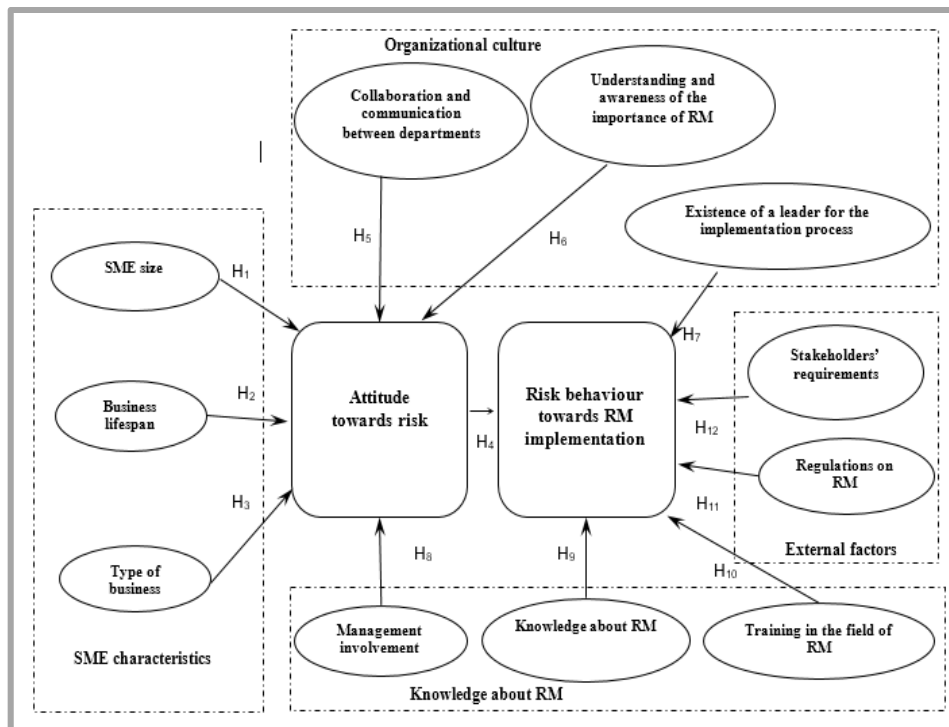 Organizational culture
Collaboration and
communication
between departments
Understanding and
awareness of the
importance of RM
Existence of a leader for the
implementation process
H5
H6
H7
SME size
Business
lifespan
Type of
business
SME characteristics
H1
H2
H3
Attitude
towards risk
H4
Risk behaviour
towards RM
implementation
Stakeholders'
requirements
Regulations on
RM
External factors
H12
H11
H10
H8
H9
Management
involvement
Knowledge about RM
Training in the field of
RM
Knowledge about RM